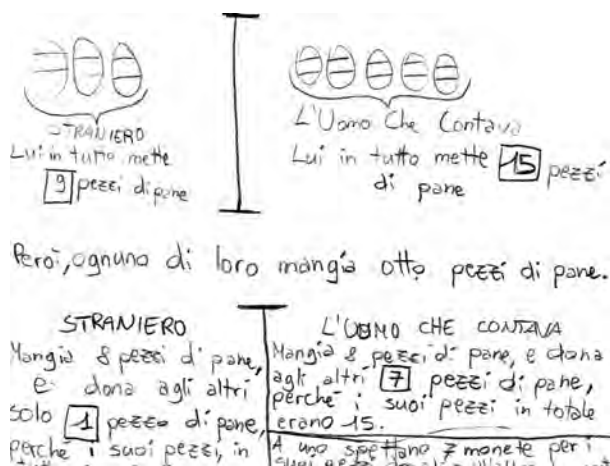 STRANIERO
Lui in tutto mette
9 pezzi di pane
L'Uomo Che Contava
Lui in tutto mette 15 pezzi
di pane
Però, ognuno di loro mangia otto pezzi di pane.
STRANIERO
Mangia 8 pezzi di pane,
e dona agli altri
solo 1 pezzo di pane,
perché i suoi pezzi, in
L'UOMO CHE CONTAVA
Mangia 8 pezzi di pane, e dona
agli altri 7 pezzi di pane,
perché i suoi pezzi in totale
erano 15.
A uno spettano 7 monete per i